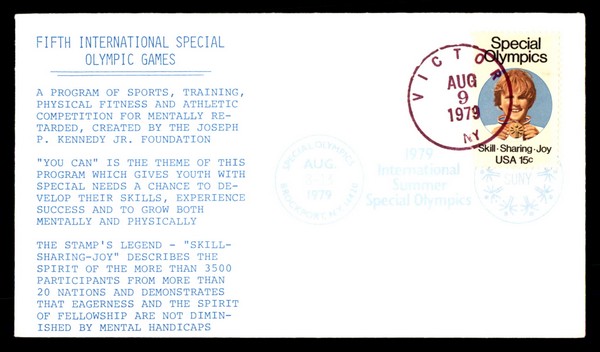 FIFTH INTERNATIONAL SPECIAL
OLYMPIC GAMES
A PROGRAM OF SPORTS, TRAINING,
PHYSICAL FITNESS AND ATHLETIC
COMPETITION FOR MENTALLY RE-
TARDED, CREATED BY THE JOSEPH
P. KENNEDY JR. FOUNDATION
"YOU CAN" IS THE THEME OF THIS
PROGRAM WHICH GIVES YOUTH WITH
SPECIAL NEEDS A CHANCE TO DE-
VELOP THEIR SKILLS, EXPERIENCE
SUCCESS AND TO GROW BOTH
MENTALLY AND PHYSICALLY
THE STAMP'S LEGEND - "SKILL-
SHARING-JOY" DESCRIBES THE
SPIRIT OF THE MORE THAN 3500
PARTICIPANTS FROM MORE THAN
20 NATIONS AND DEMONSTRATES
THAT EAGERNESS AND THE SPIRIT
OF FELLOWSHIP ARE NOT DIMIN-
ISHED BY MENTAL HANDICAPS
VICTOR
AUG
9
1979
NY
Special
Olympics
Skill·Sharing·Joy
USA 15c
SPECIAL OLYMPICS
AUG.
1979
BROCKPORT, N.Y.
1979
International
Summer
Special Olympics
SUNY